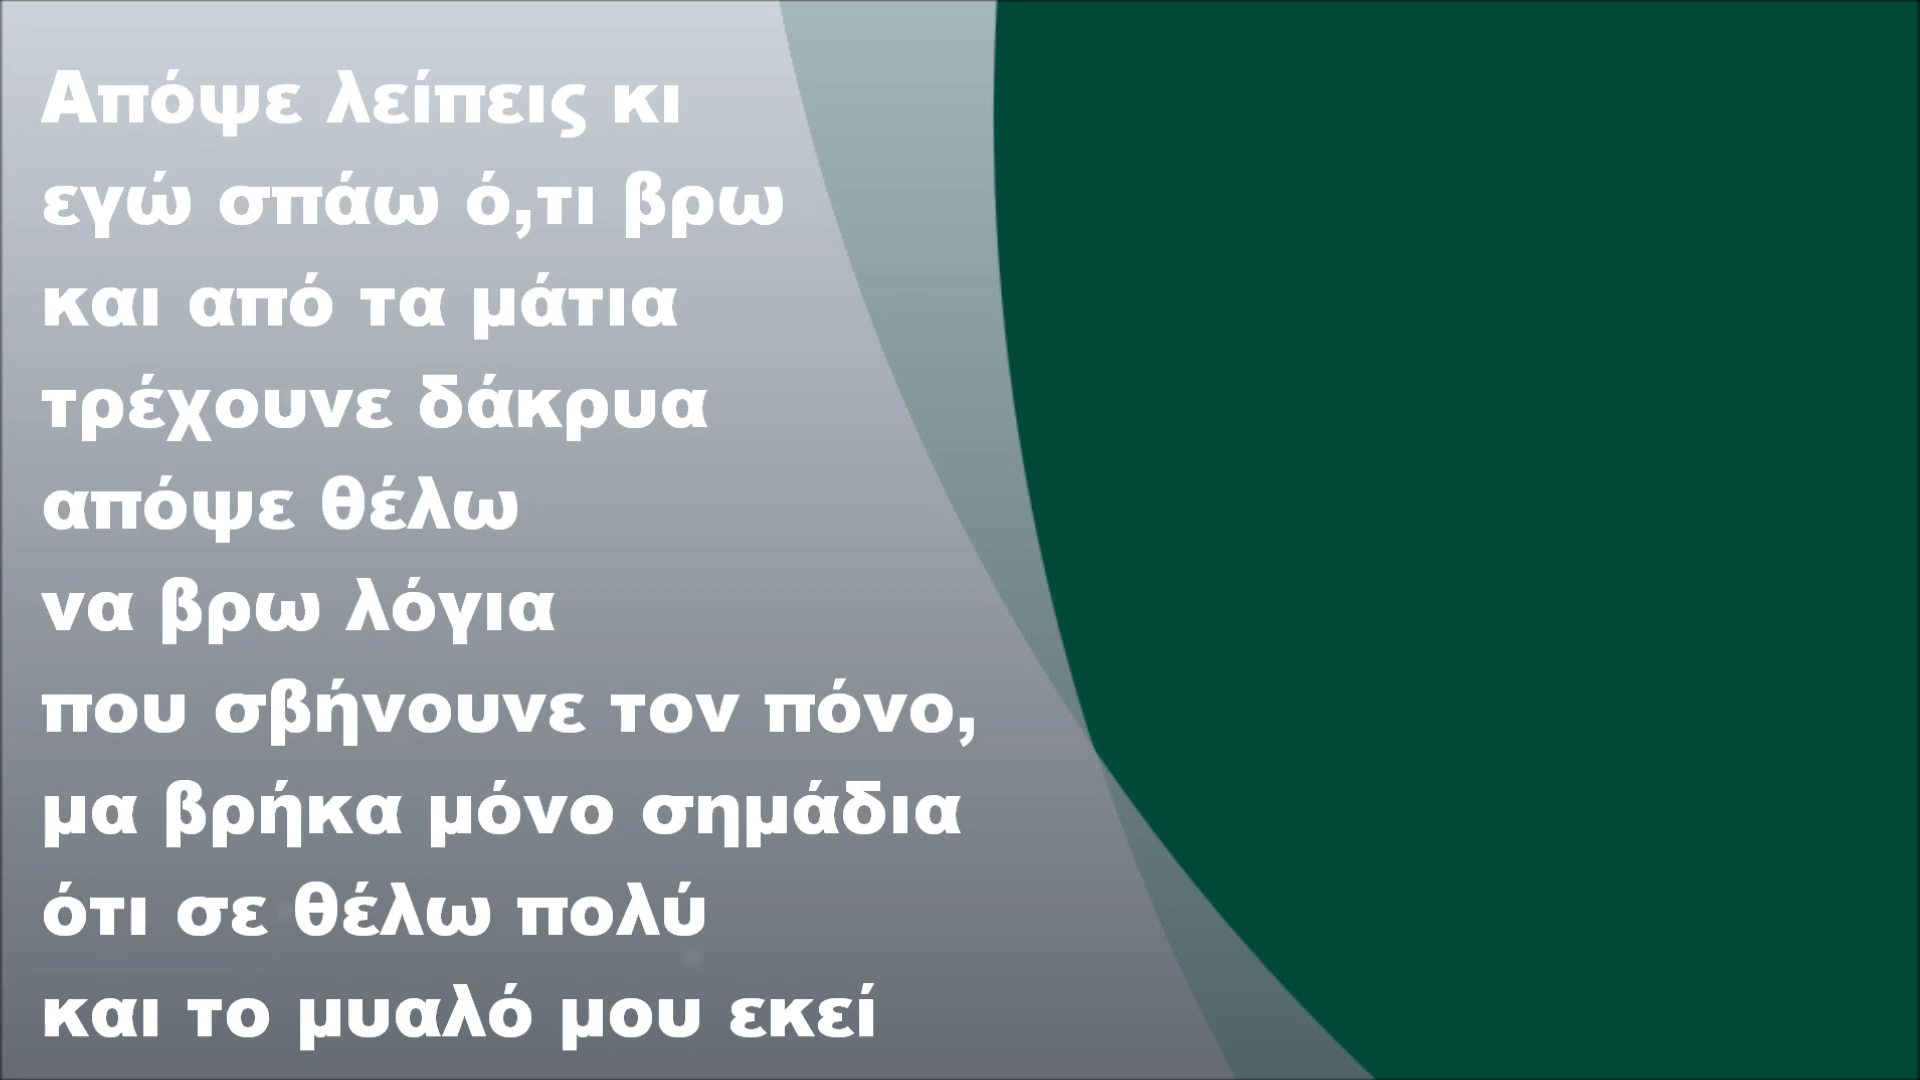 Απόψε λείπεις κι
εγώ σπάω ό,τι βρω
και από τα μάτια
τρέχουνε δάκρυα
απόψε θέλω
να βρω λόγια
που σβήνουνε τον πόνο,
μα βρήκα μόνο σημάδια
ότι σε θέλω πολύ
και το μυαλό μου εκεί